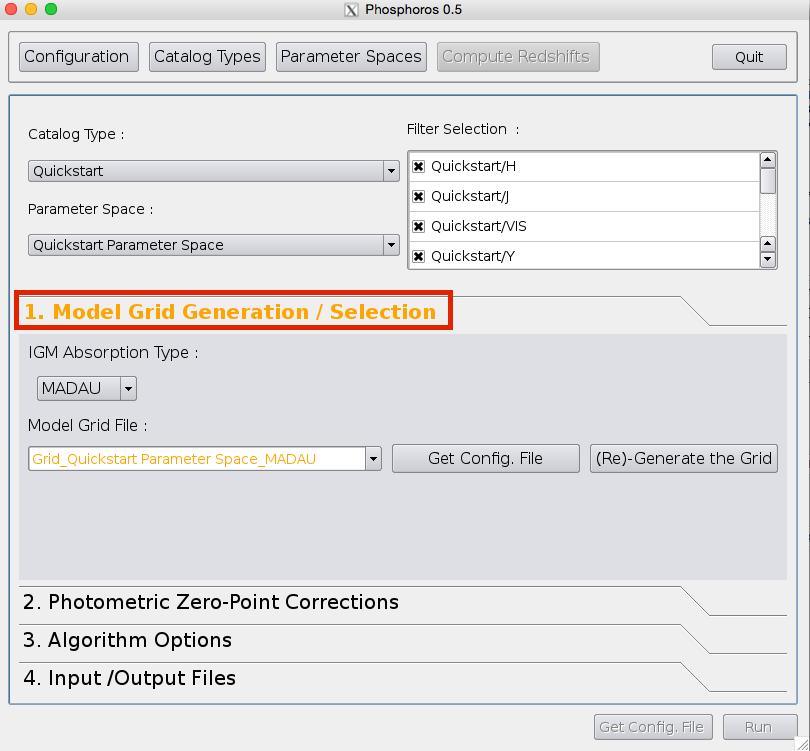 Phosphoros 0.5
Configuration Catalog Types Parameter Spaces Compute Redshifts Quit
Catalog Type :
Quickstart
Parameter Space :
Quickstart Parameter Space
Filter Selection :
Quickstart/H
Quickstart/J
Quickstart/VIS
Quickstart/Y
1. Model Grid Generation / Selection
IGM Absorption Type :
MADAU
Model Grid File :
Grid_Quickstart Parameter Space_MADAU Get Config. File (Re)-Generate the Grid
2. Photometric Zero-Point Corrections
3. Algorithm Options
4. Input /Output Files
Get Config. File Run